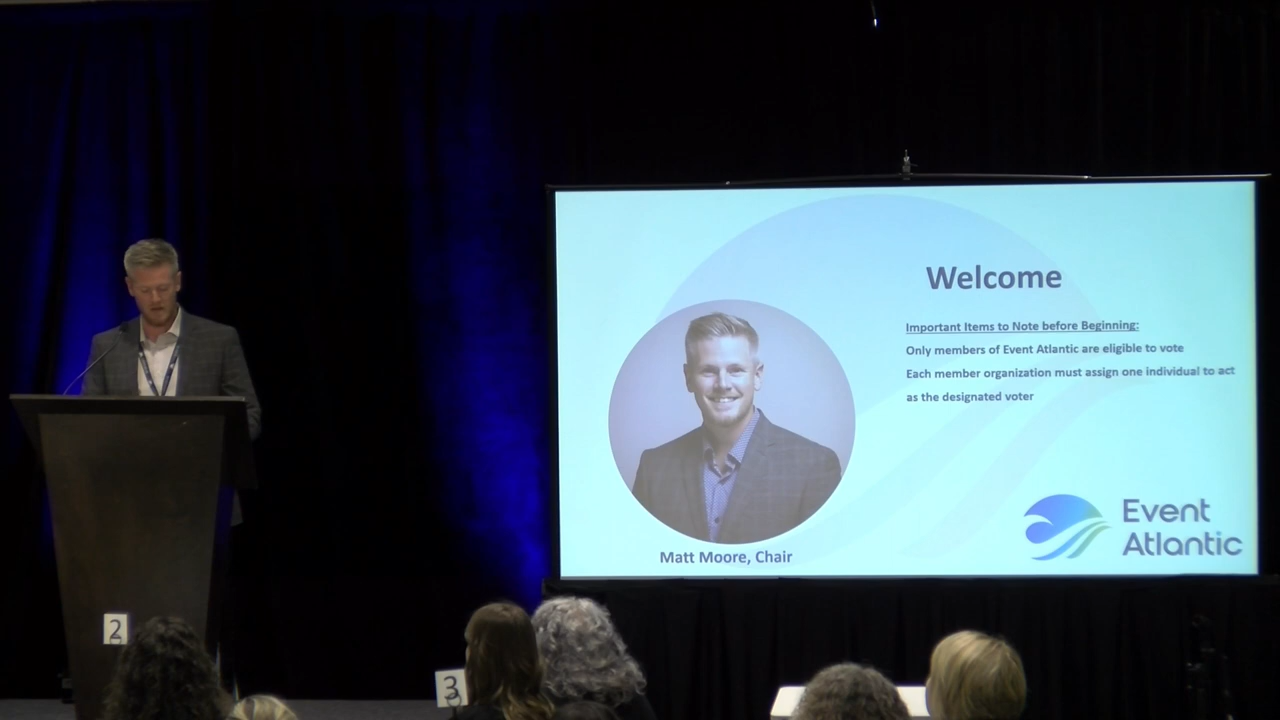 Welcome
Important Items to Note before Beginning:
Only members of Event Atlantic are eligible to vote
Each member organization must assign one individual to act
as the designated voter
Matt Moore, Chair
Event
Atlantic
2
3